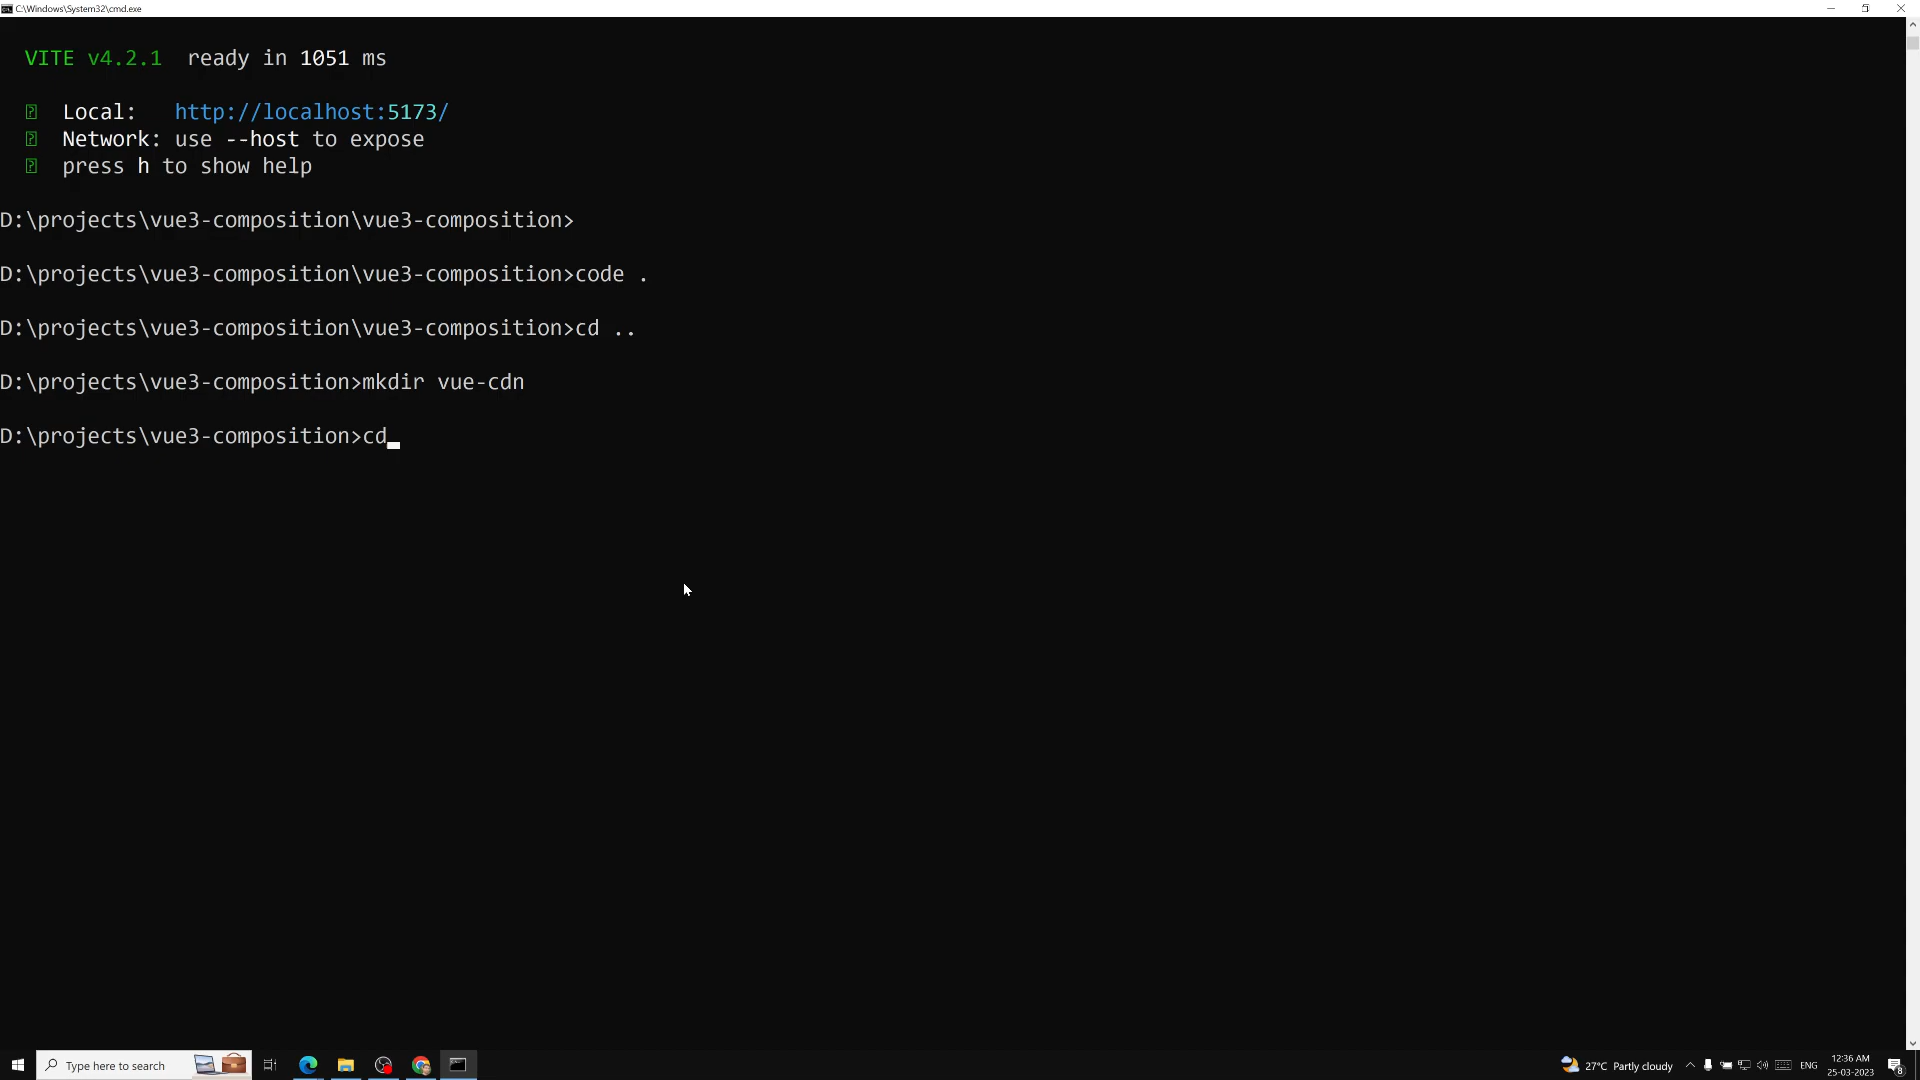 C:\Windows\System32\cmd.exe
VITE v4.2.1 ready in 1051 ms
Local: http://localhost:5173/
Network: use --host to expose
press h to show help
D:\projects\vue3-composition\vue3-composition>
D:\projects\vue3-composition\vue3-composition>code .
D:\projects\vue3-composition\vue3-composition>cd ..
D:\projects\vue3-composition>mkdir vue-cdn
D:\projects\vue3-composition>cd
Type here to search
27°C Partly cloudy
ENG
12:36 AM
25-03-2023
8